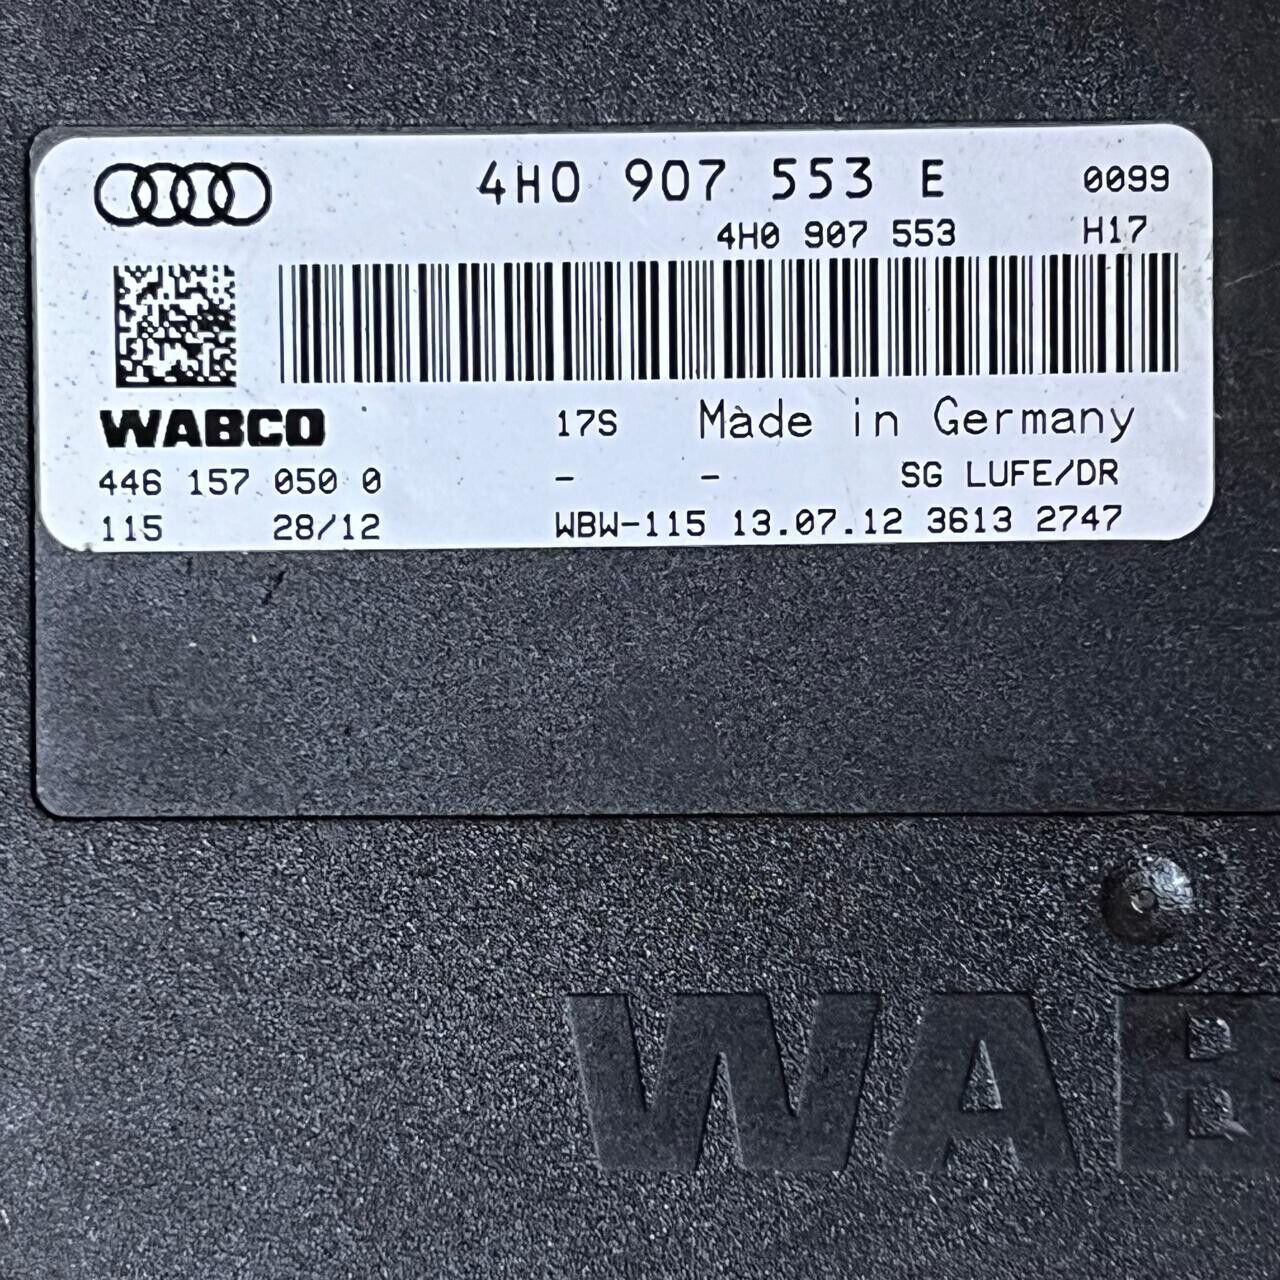 4H0 907 553 E 0099
4H0 907 553 H17
WABCO 17S Made in Germany
446 157 050 0 - - SG LUFE/DR
115 28/12 WBW-115 13.07.12 3613 2747
WAB